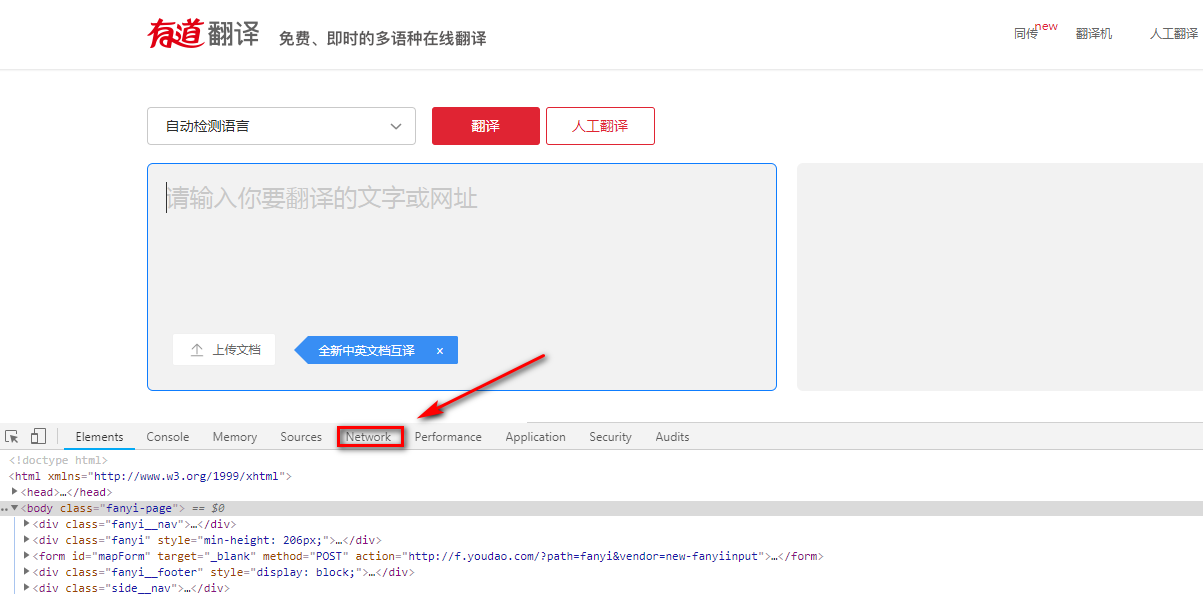 有道翻译 免费、即时的多语种在线翻译 同传new 翻译机 人工翻译
自动检测语言 翻译 人工翻译
请输入你要翻译的文字或网址
上传文档 全新中英文档互译 x
Elements Console Memory Sources Network Performance Application Security Audits
<!doctype html>
<html xmlns="http://www.w3.org/1999/xhtml">
<head>…</head>
<body class="fanyi-page"> == $0
<div class="fanyi__nav">…</div>
<div class="fanyi" style="min-height: 206px;">…</div>
<form id="mapForm" target="_blank" method="POST" action="http://f.youdao.com/?path=fanyi&vendor=new-fanyiinput">…</form>
<div class="fanyi__footer" style="display: block;">…</div>
<div class="side__nav">…</div>